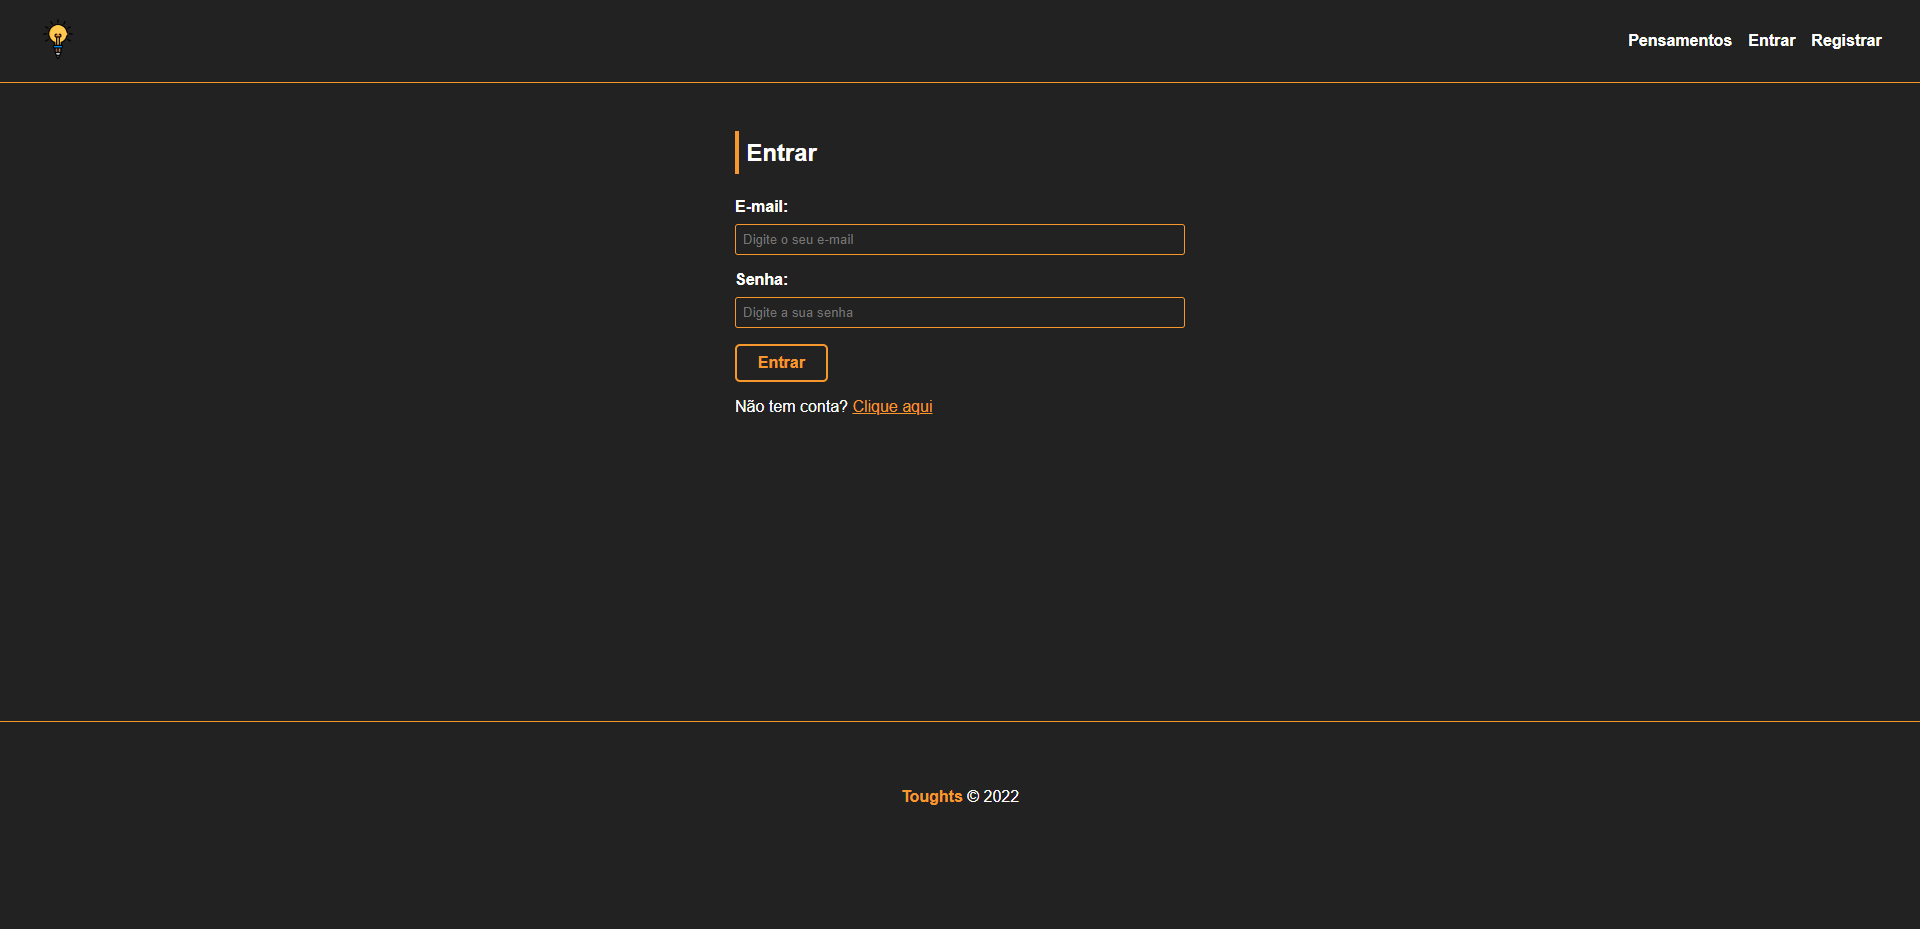 Pensamentos Entrar Registrar
Entrar
E-mail:
Digite o seu e-mail
Senha:
Digite a sua senha
Entrar
Não tem conta? Clique aqui
Toughts © 2022